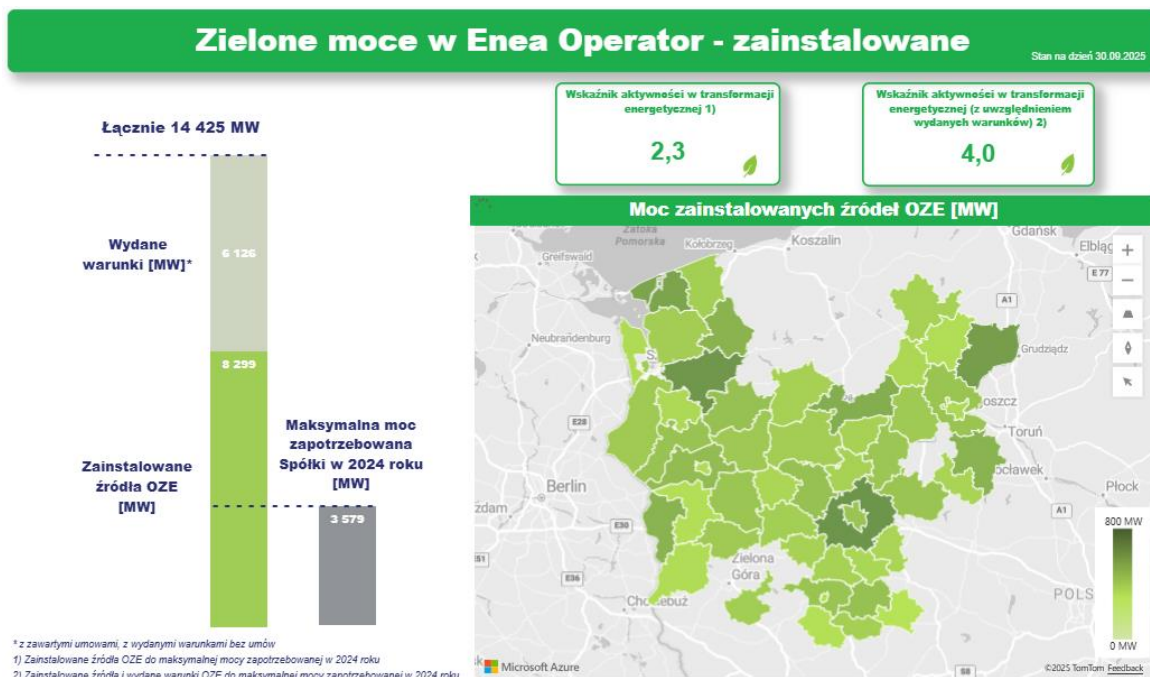 Zielone moce w Enea Operator - zainstalowane
Stan na dzień 30.09.2025
Wskaźnik aktywności w transformacji
energetycznej 1)
2,3
Wskaźnik aktywności w transformacji
energetycznej (z uwzględnieniem
wydanych warunków) 2)
4,0
Łącznie 14 425 MW
Wydane
warunki [MW]*
6 126
8 299
Zainstalowane
źródła OZE
[MW]
Maksymalna moc
zapotrzebowana
Spółki w 2024 roku
[MW]
3 579
Moc zainstalowanych źródeł OZE [MW]
Zatoka
Pomorska
Kołobrzeg
Koszalin
Gdańsk
Elbląg
Greifswald
E 77
A1
Neubrandenburg
Grudziądz
E28
Toruń
Berlin
Płock
E30
A1
E51
E36
Zielona
Góra
POLS
S8
800 MW
0 MW
Microsoft Azure
©2025 TomTom Feedback
* z zawartymi umowami, z wydanymi warunkami bez umów
1) Zainstalowane źródła OZE do maksymalnej mocy zapotrzebowanej w 2024 roku
2) Zainstalowane źródła i wydane warunki OZE do maksymalnej mocy zapotrzebowanej w 2024 roku